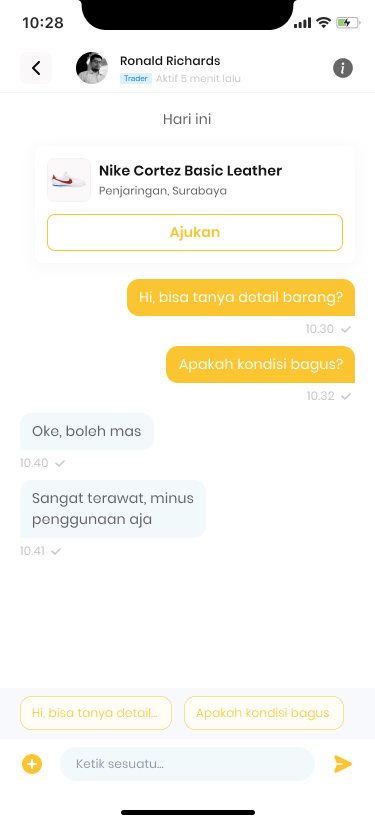 10:28
Ronald Richards
Trader Aktif 5 menit lalu
Hari ini
Nike Cortez Basic Leather
Penjaringan, Surabaya
Ajukan
Hi, bisa tanya detail barang?
10.30
Apakah kondisi bagus?
10.32
Oke, boleh mas
10.40
Sangat terawat, minus
penggunaan aja
10.41
Hi, bisa tanya detail... Apakah kondisi bagus
Ketik sesuatu...